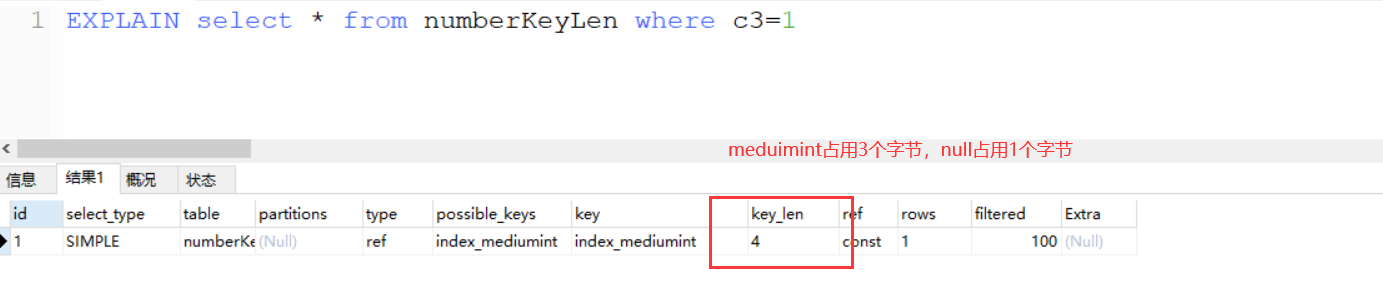 1 EXPLAIN select * from numberKeyLen where c3=1
meduimint占用3个字节，null占用1个字节
信息 结果1 概况 状态
id select_type table partitions type possible_keys key key_len ref rows filtered Extra
1 SIMPLE numberKe (Null) ref index_mediumint index_mediumint 4 const 1 100 (Null)